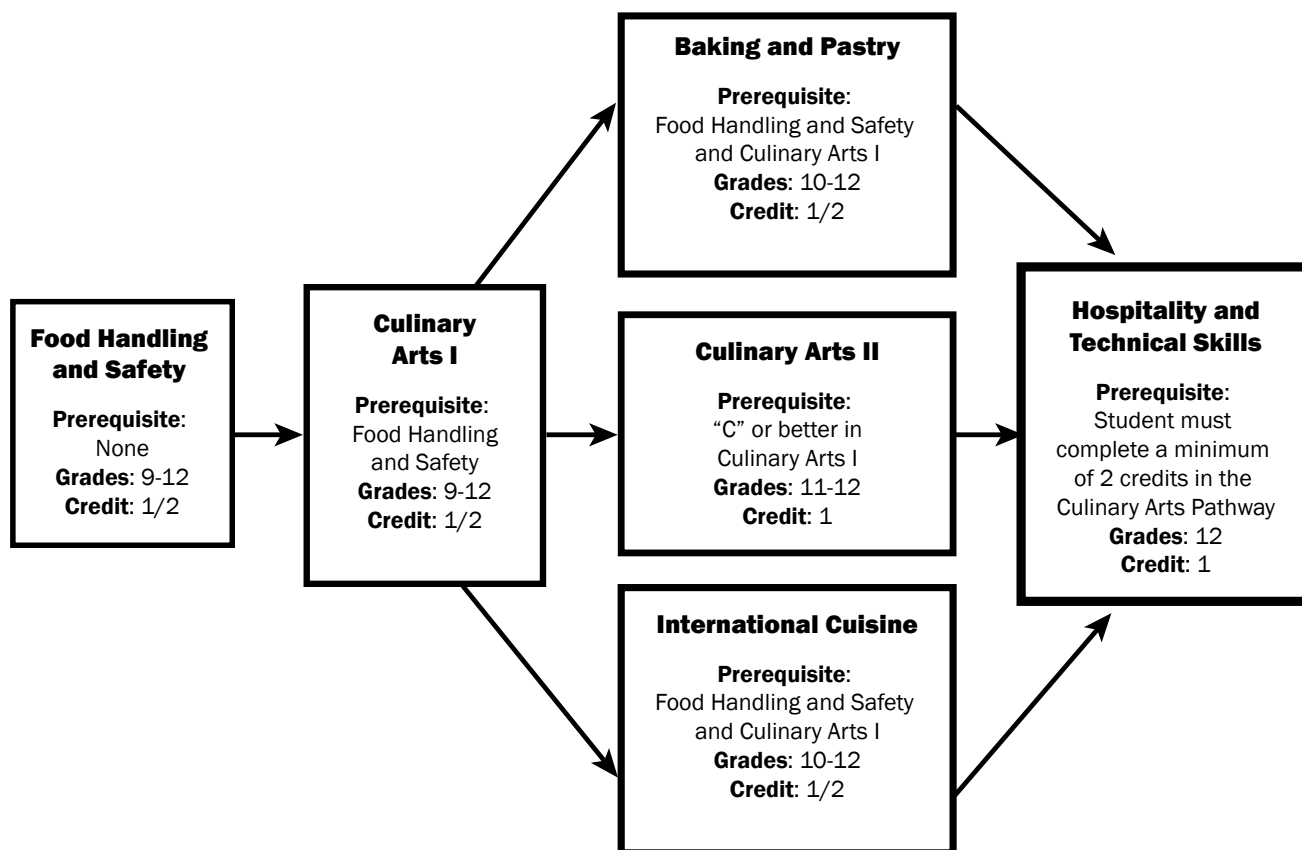 Food Handling
and Safety
Prerequisite:
None
Grades: 9-12
Credit: 1/2
Culinary
Arts I
Prerequisite:
Food Handling
and Safety
Grades: 9-12
Credit: 1/2
Baking and Pastry
Prerequisite:
Food Handling and Safety
and Culinary Arts I
Grades: 10-12
Credit: 1/2
Culinary Arts II
Prerequisite:
“C” or better in
Culinary Arts I
Grades: 11-12
Credit: 1
International Cuisine
Prerequisite:
Food Handling and Safety
and Culinary Arts I
Grades: 10-12
Credit: 1/2
Hospitality and
Technical Skills
Prerequisite:
Student must
complete a minimum
of 2 credits in the
Culinary Arts Pathway
Grades: 12
Credit: 1